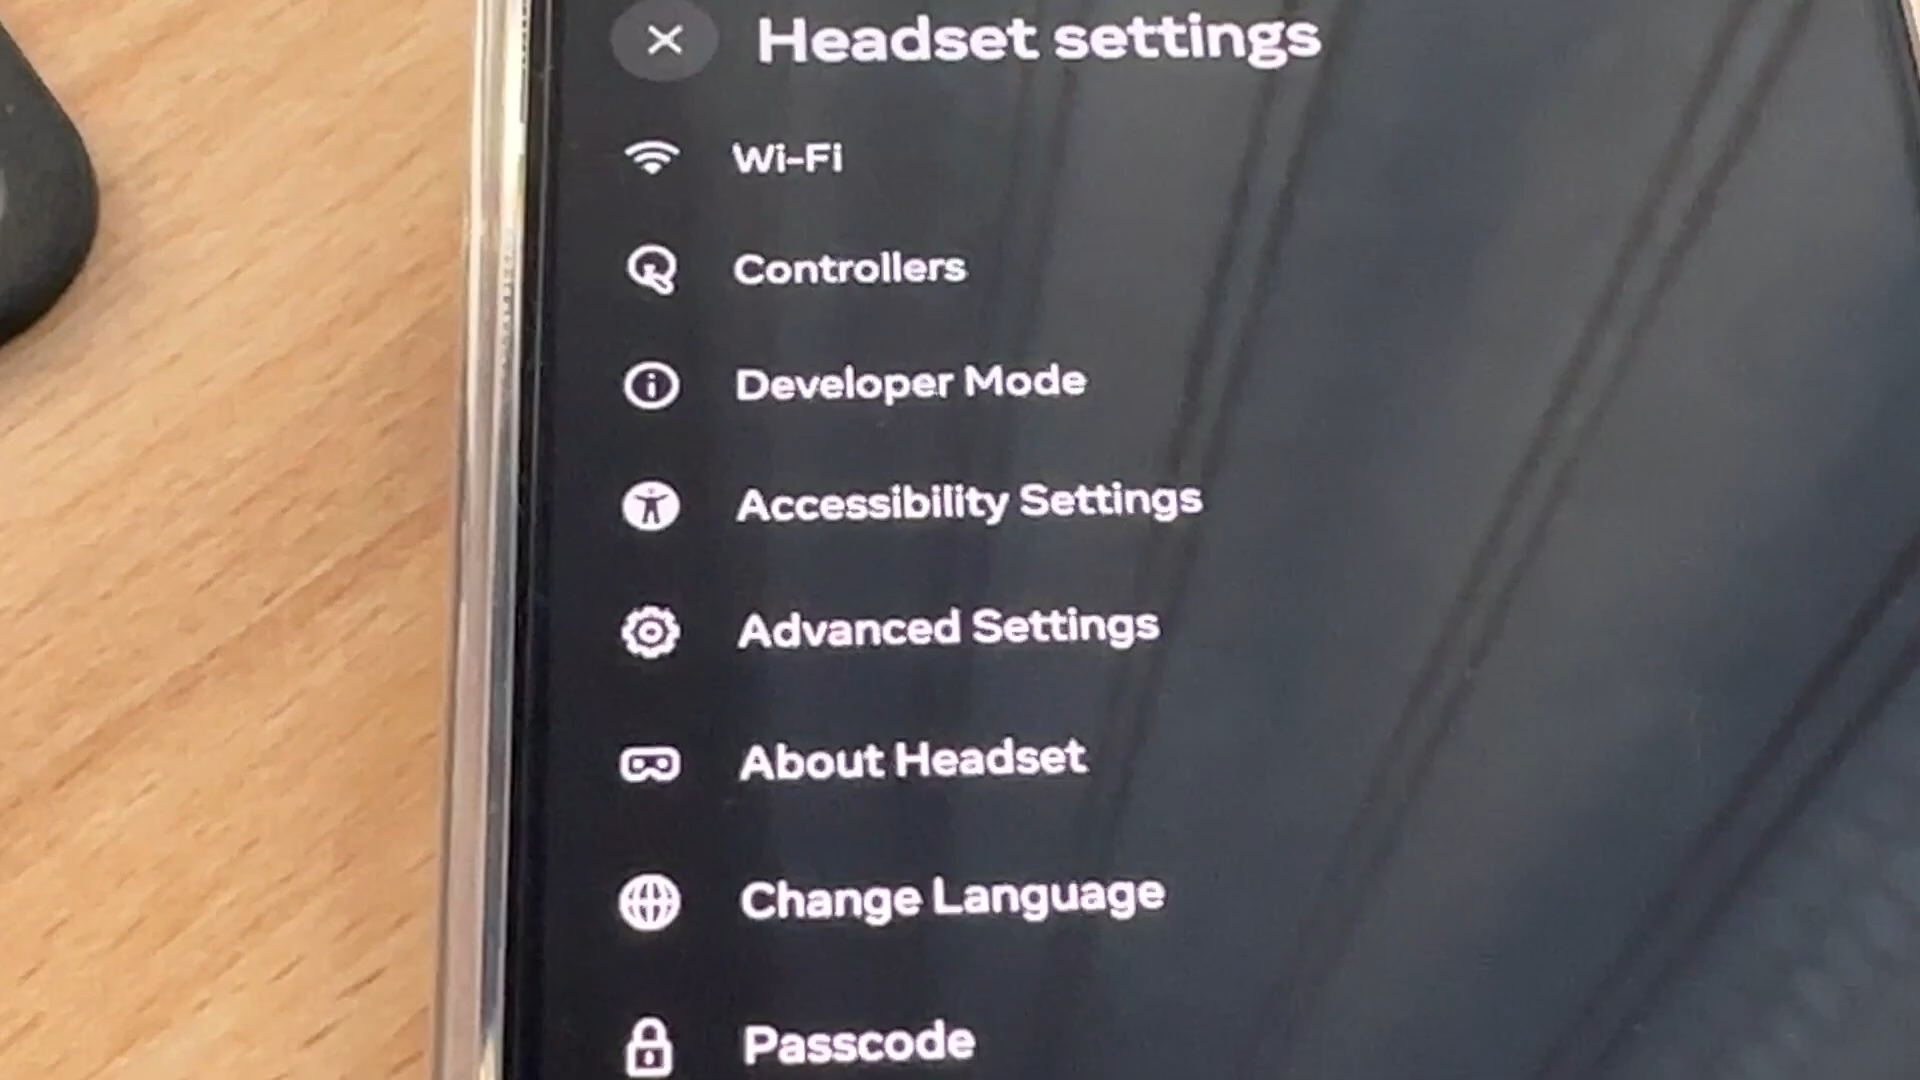 Headset settings
Wi-Fi
Controllers
Developer Mode
Accessibility Settings
Advanced Settings
About Headset
Change Language
Passcode